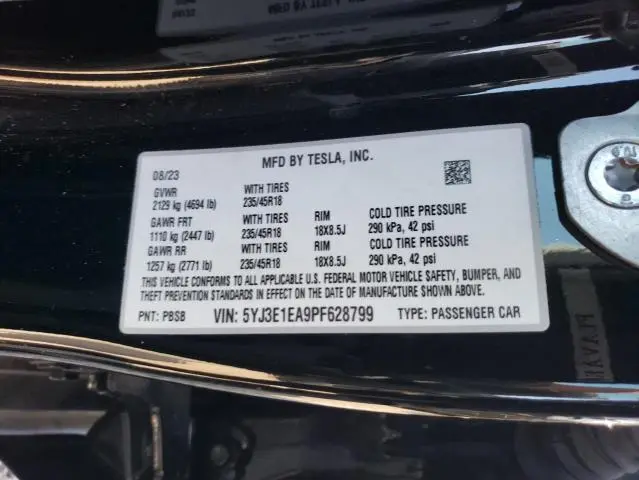 MFD BY TESLA, INC.
08/23
GVWR WITH TIRES
2129 kg (4694 lb) 235/45R18
GAWR FRT WITH TIRES RIM COLD TIRE PRESSURE
1110 kg (2447 lb) 235/45R18 18X8.5J 290 kPa, 42 psi
GAWR RR WITH TIRES RIM COLD TIRE PRESSURE
1257 kg (2771 lb) 235/45R18 18X8.5J 290 kPa, 42 psi
THIS VEHICLE CONFORMS TO ALL APPLICABLE U.S. FEDERAL MOTOR VEHICLE SAFETY, BUMPER, AND
THEFT PREVENTION STANDARDS IN EFFECT ON THE DATE OF MANUFACTURE SHOWN ABOVE.
PNT: PBSB VIN: 5YJ3E1EA9PF628799 TYPE: PASSENGER CAR
10.9